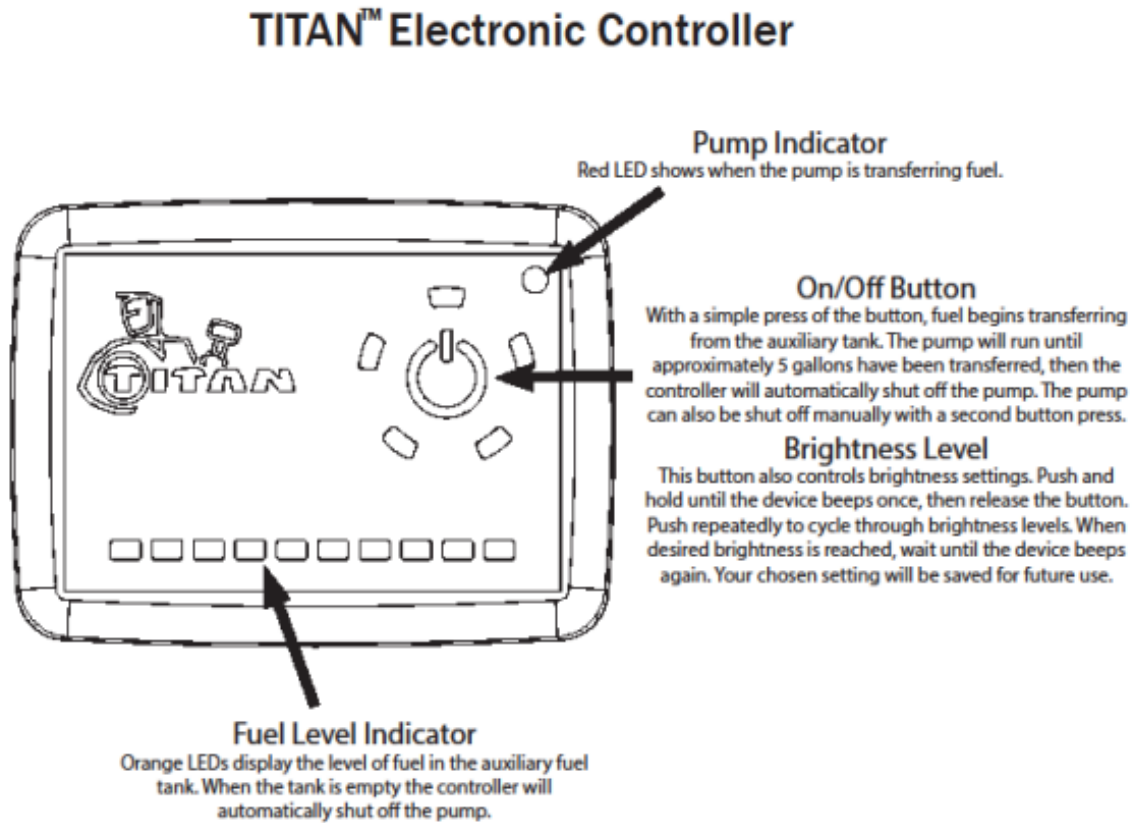 TITAN™ Electronic Controller
Pump Indicator
Red LED shows when the pump is transferring fuel.
On/Off Button
With a simple press of the button, fuel begins transferring
from the auxiliary tank. The pump will run until
approximately 5 gallons have been transferred, then the
controller will automatically shut off the pump. The pump
can also be shut off manually with a second button press.
Brightness Level
This button also controls brightness settings. Push and
hold until the device beeps once, then release the button.
Push repeatedly to cycle through brightness levels. When
desired brightness is reached, wait until the device beeps
again. Your chosen setting will be saved for future use.
TITAN
Fuel Level Indicator
Orange LEDs display the level of fuel in the auxiliary fuel
tank. When the tank is empty the controller will
automatically shut off the pump.